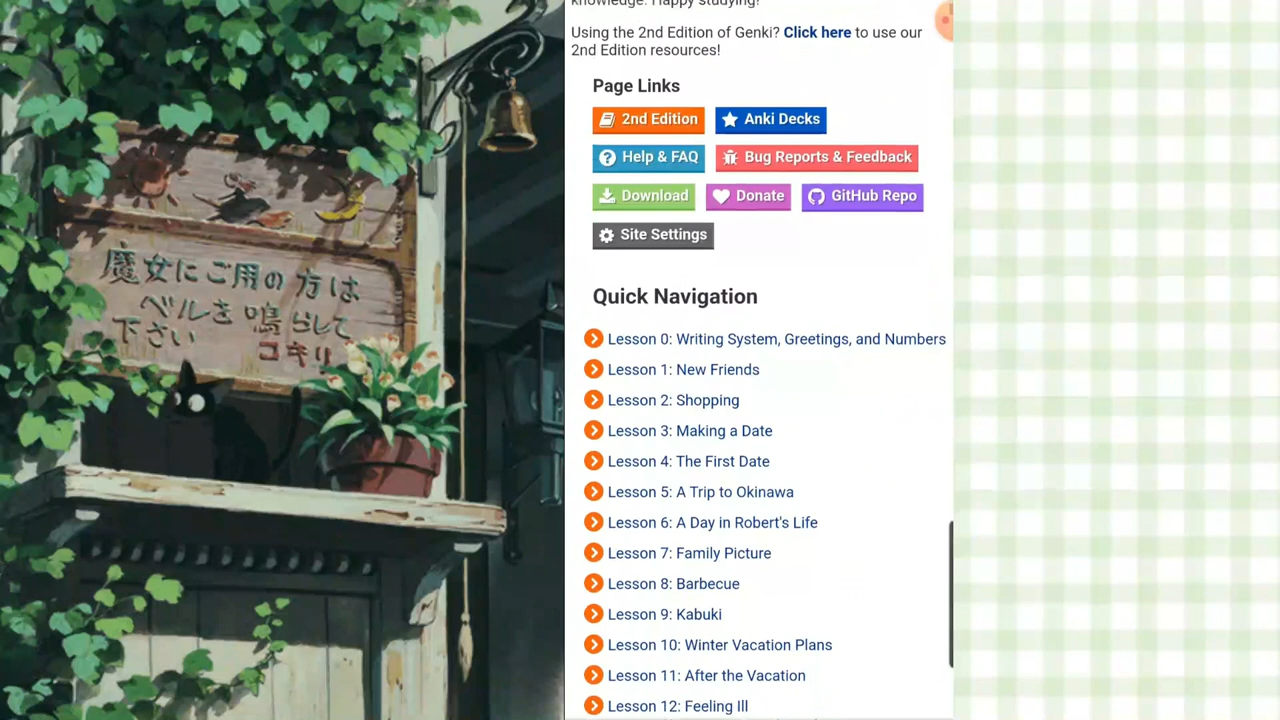 魔女にご用の方は
ベルを鳴らして
下さい
コキリ
Using the 2nd Edition of Genki? Click here to use our
2nd Edition resources!
Page Links
2nd Edition
Anki Decks
Help & FAQ
Bug Reports & Feedback
Download
Donate
GitHub Repo
Site Settings
Quick Navigation
Lesson 0: Writing System, Greetings, and Numbers
Lesson 1: New Friends
Lesson 2: Shopping
Lesson 3: Making a Date
Lesson 4: The First Date
Lesson 5: A Trip to Okinawa
Lesson 6: A Day in Robert's Life
Lesson 7: Family Picture
Lesson 8: Barbecue
Lesson 9: Kabuki
Lesson 10: Winter Vacation Plans
Lesson 11: After the Vacation
Lesson 12: Feeling Ill